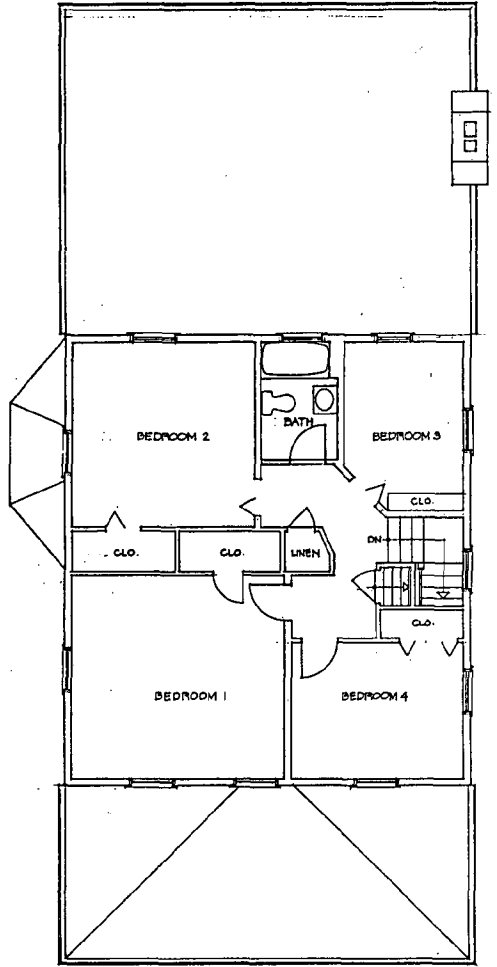 BATH
BEDROOM 2
BEDROOM 3
CLO.
DN
CLO.
CLO.
LINEN
CLO.
BEDROOM 1
BEDROOM 4